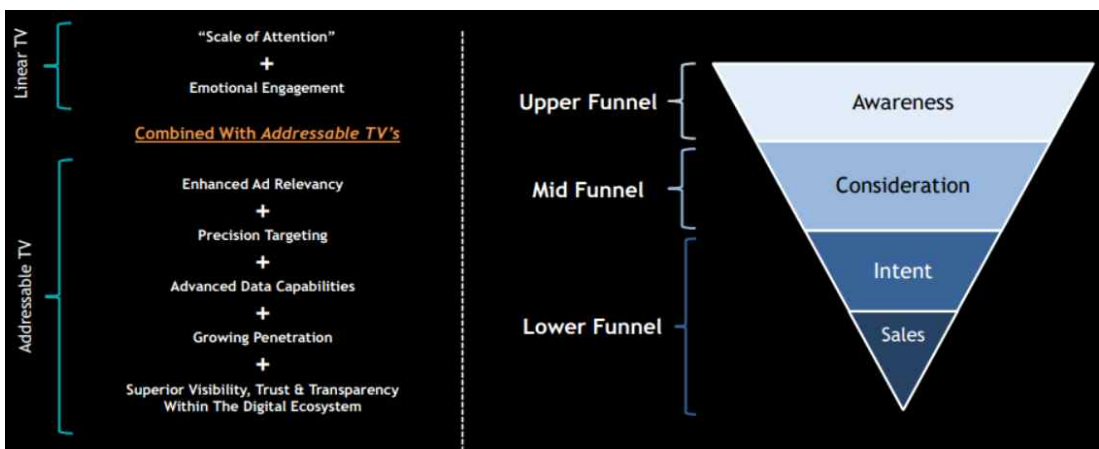 Linear TV
“Scale of Attention”
+
Emotional Engagement
Combined With Addressable TV’s
Addressable TV
Enhanced Ad Relevancy
+
Precision Targeting
+
Advanced Data Capabilities
+
Growing Penetration
+
Superior Visibility, Trust & Transparency
Within The Digital Ecosystem
Upper Funnel
Awareness
Mid Funnel
Consideration
Lower Funnel
Intent
Sales